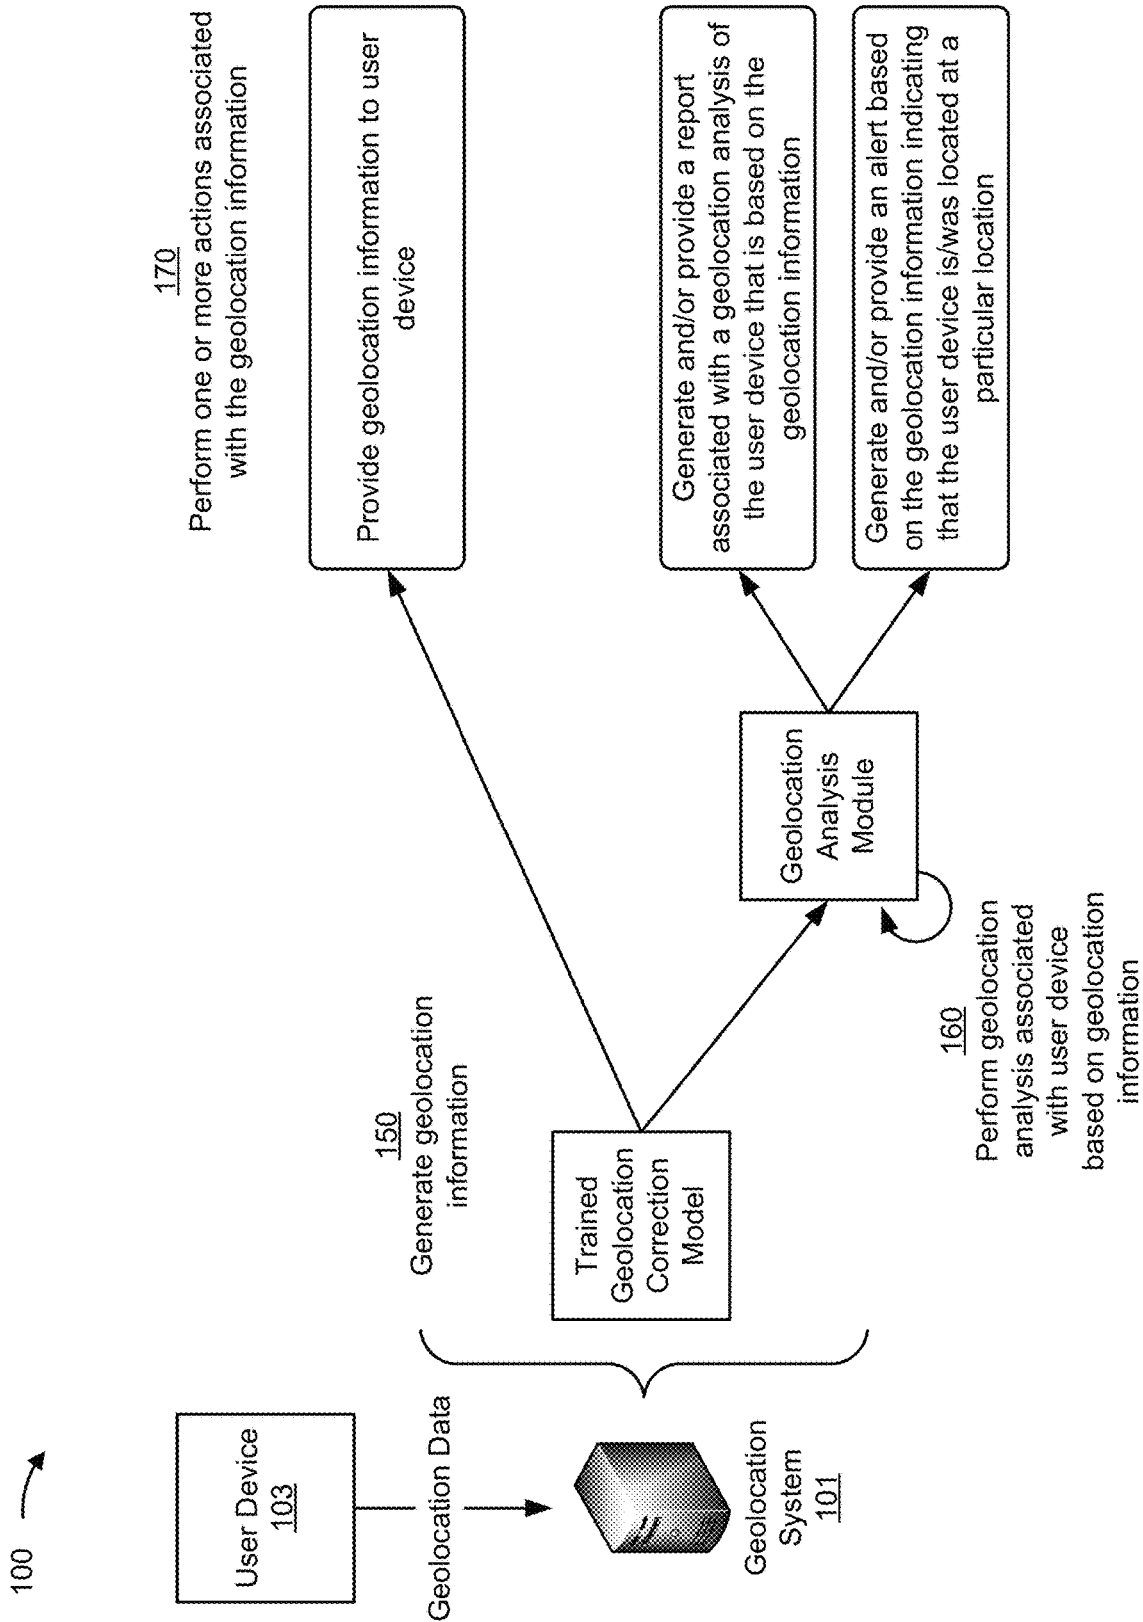 100
User Device
103
Geolocation Data
Geolocation
System
101
150
Generate geolocation
information
Trained
Geolocation
Correction
Model
160
Perform geolocation
analysis associated
with user device
based on geolocation
information
Geolocation
Analysis
Module
170
Perform one or more actions associated
with the geolocation information
Provide geolocation information to user
device
Generate and/or provide a report
associated with a geolocation analysis of
the user device that is based on the
geolocation information
Generate and/or provide an alert based
on the geolocation information indicating
that the user device is/was located at a
particular location